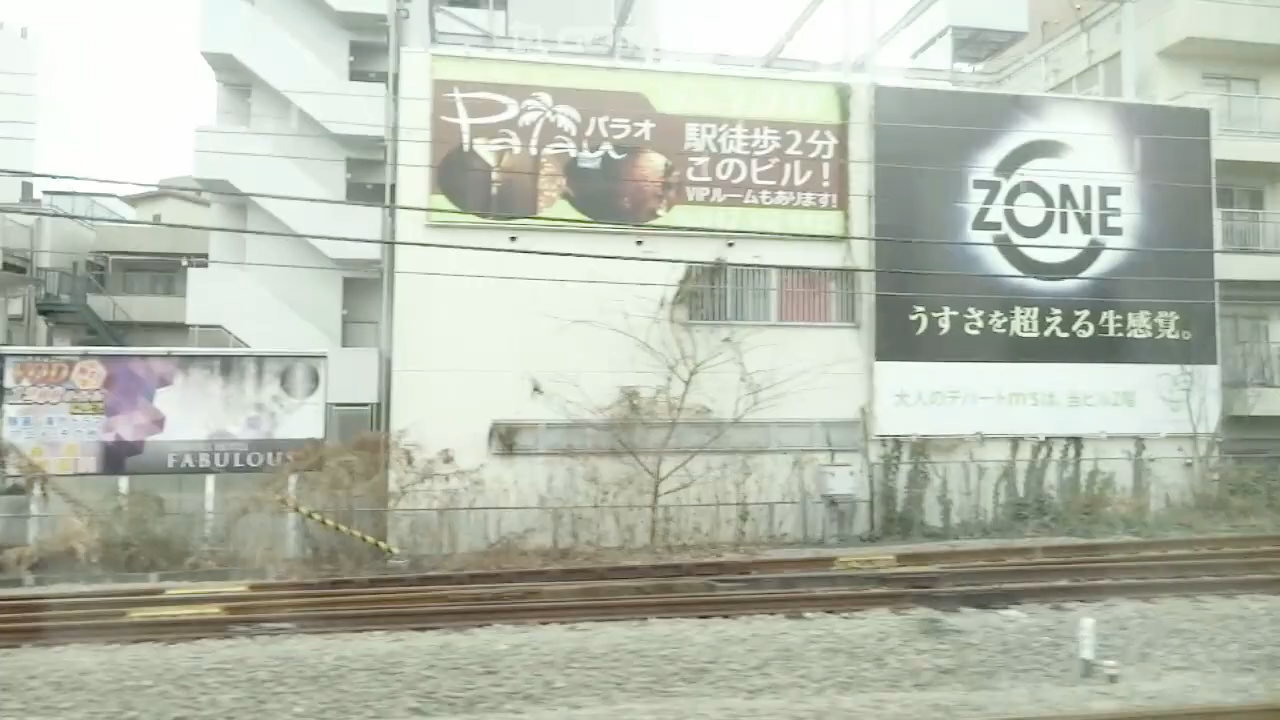 Palau パラオ
駅徒歩2分
このビル!
VIPルームもあります!
ZONE
うすさを超える生感覚。
大人のデパートm'sは、当ビル2階
FABULOUS